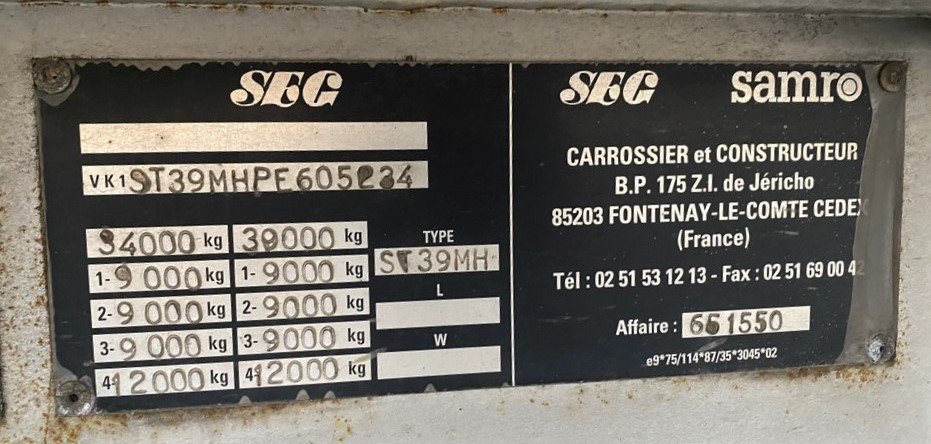 SEG
VK1ST39MHPE605234
34000 kg 39000 kg
1-9 000 kg 1-9000 kg
2-9 000 kg 2-9000 kg
3-9 000 kg 3-9000 kg
4-12000 kg 4-12000 kg
TYPE
ST39MH
L
W
SEG samro
CARROSSIER et CONSTRUCTEUR
B.P. 175 Z.I. de Jéricho
85203 FONTENAY-LE-COMTE CEDEX
(France)
Tél : 02 51 53 12 13 - Fax : 02 51 69 00 42
Affaire : 661550
e9*75/114*87/35*3045*02